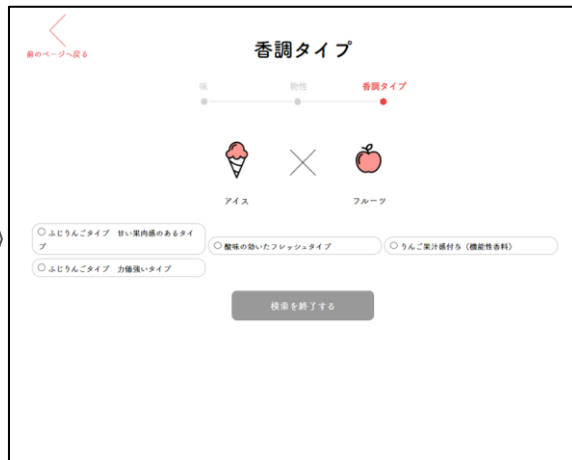 前のページへ戻る
香調タイプ
味 物性 香調タイプ
アイス フルーツ
ふじりんごタイプ 甘い果肉感のあるタイ
プ
酸味の効いたフレッシュタイプ
りんご果汁感付与（機能性香料）
ふじりんごタイプ 力価強いタイプ
検索を終了する